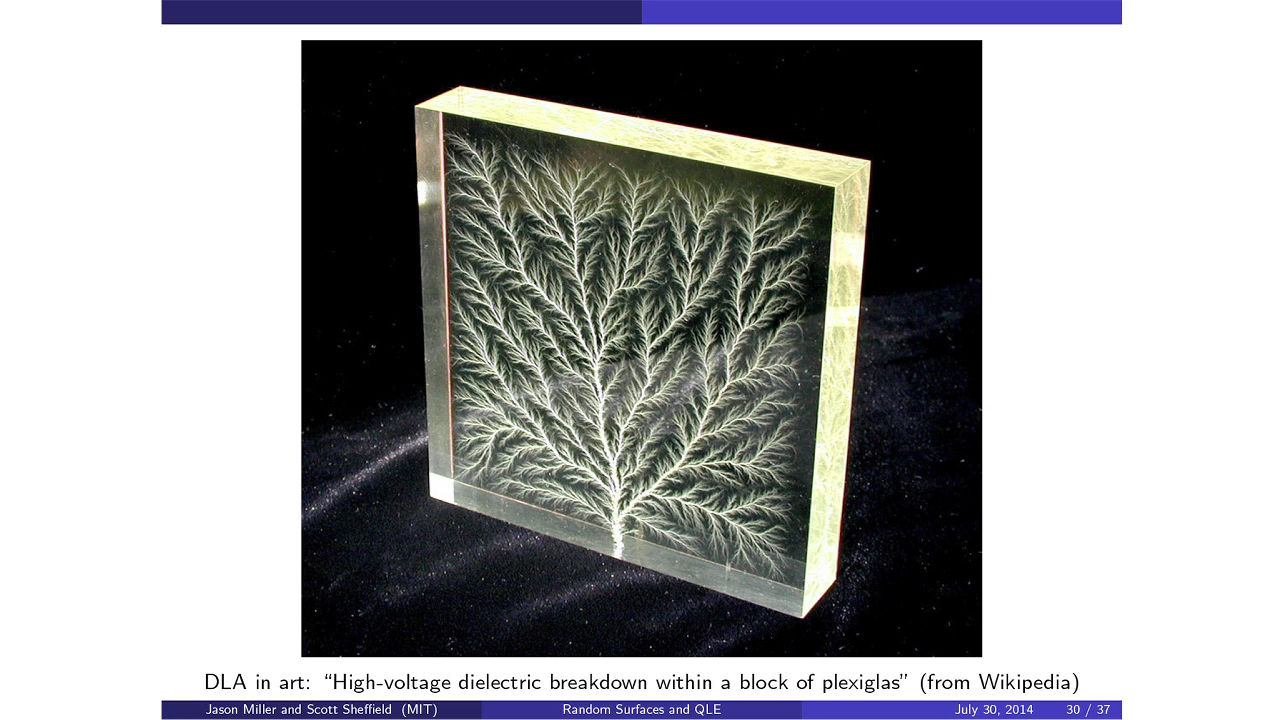 DLA in art: “High-voltage dielectric breakdown within a block of plexiglas” (from Wikipedia)
Jason Miller and Scott Sheffield (MIT) Random Surfaces and QLE July 30, 2014 30 / 37